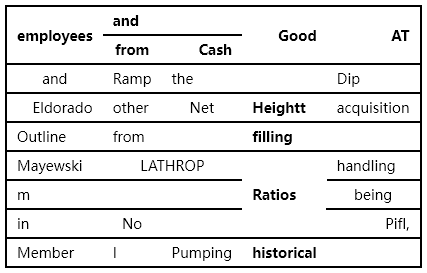 and
employees Good AT
from Cash
and Ramp the Dip
Eldorado other Net Heightt acquisition
Outline from filling
Mayewski LATHROP handling
m Ratios being
in No Pifl,
Member I Pumping historical